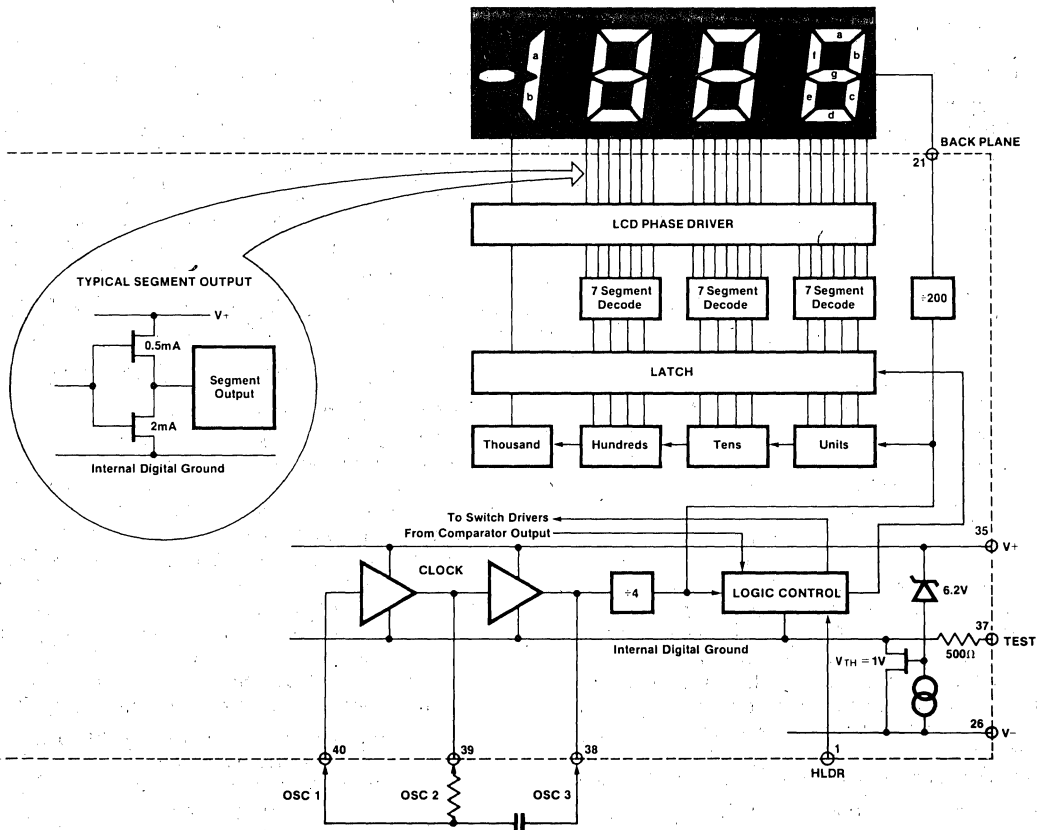 a
b
a
f
b
g
e
c
d
BACK PLANE
21
LCD PHASE DRIVER
TYPICAL SEGMENT OUTPUT
V+
0.5mA
Segment
Output
2mA
Internal Digital Ground
7 Segment
Decode
7 Segment
Decode
7 Segment
Decode
÷200
LATCH
Thousand
Hundreds
Tens
Units
To Switch Drivers
From Comparator Output
35
V+
CLOCK
÷4
LOGIC CONTROL
6.2V
37
TEST
500Ω
Internal Digital Ground
VTH = 1V
26
V−
40
39
38
1
HLDR
OSC 1
OSC 2
OSC 3